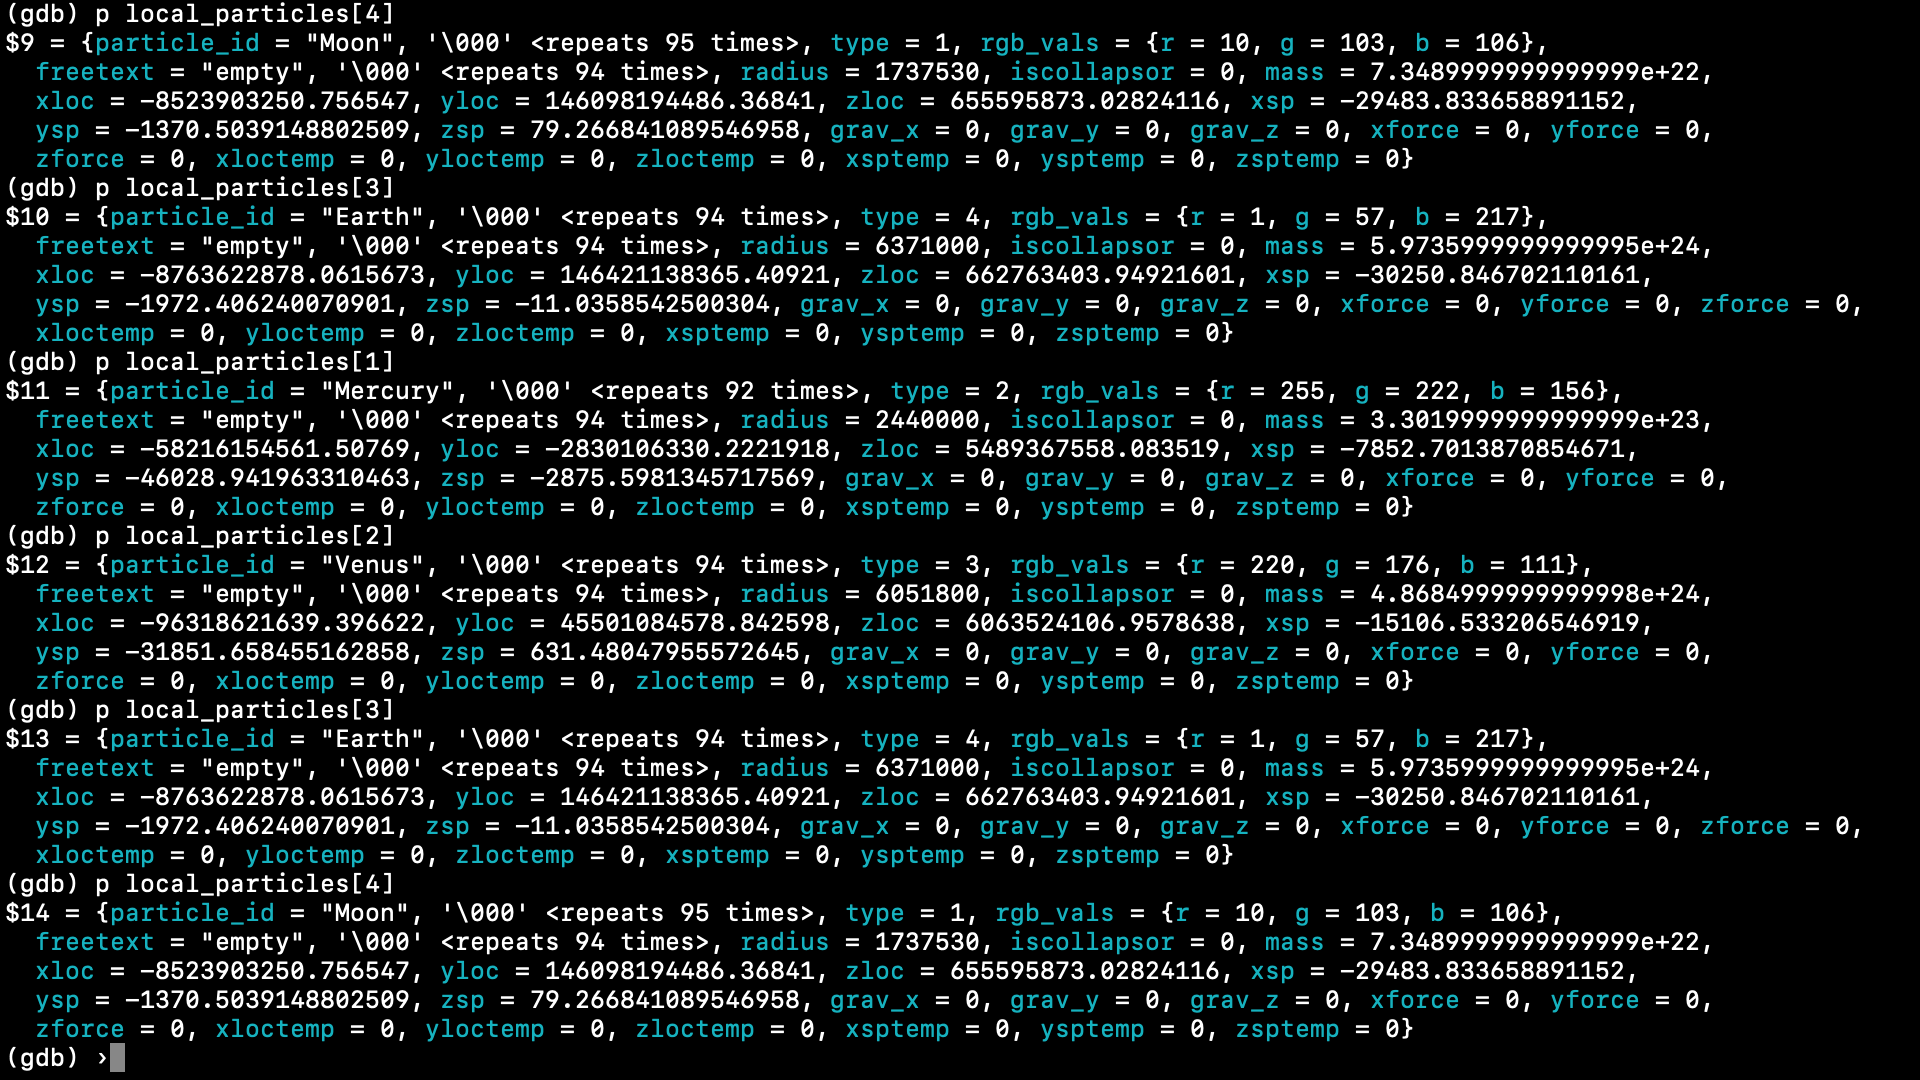 (gdb) p local_particles[4]
$9 = {particle_id = "Moon", '\000' <repeats 95 times>, type = 1, rgb_vals = {r = 10, g = 103, b = 106},
  freetext = "empty", '\000' <repeats 94 times>, radius = 1737530, iscollapsor = 0, mass = 7.3489999999999999e+22,
  xloc = -8523903250.756547, yloc = 146098194486.36841, zloc = 655595873.02824116, xsp = -29483.833658891152,
  ysp = -1370.5039148802509, zsp = 79.266841089546958, grav_x = 0, grav_y = 0, grav_z = 0, xforce = 0, yforce = 0,
  zforce = 0, xloctemp = 0, yloctemp = 0, zloctemp = 0, xsptemp = 0, ysptemp = 0, zsptemp = 0}
(gdb) p local_particles[3]
$10 = {particle_id = "Earth", '\000' <repeats 94 times>, type = 4, rgb_vals = {r = 1, g = 57, b = 217},
  freetext = "empty", '\000' <repeats 94 times>, radius = 6371000, iscollapsor = 0, mass = 5.9735999999999995e+24,
  xloc = -8763622878.0615673, yloc = 146421138365.40921, zloc = 662763403.94921601, xsp = -30250.846702110161,
  ysp = -1972.406240070901, zsp = -11.0358542500304, grav_x = 0, grav_y = 0, grav_z = 0, xforce = 0, yforce = 0, zforce = 0,
  xloctemp = 0, yloctemp = 0, zloctemp = 0, xsptemp = 0, ysptemp = 0, zsptemp = 0}
(gdb) p local_particles[1]
$11 = {particle_id = "Mercury", '\000' <repeats 92 times>, type = 2, rgb_vals = {r = 255, g = 222, b = 156},
  freetext = "empty", '\000' <repeats 94 times>, radius = 2440000, iscollapsor = 0, mass = 3.3019999999999999e+23,
  xloc = -58216154561.50769, yloc = -2830106330.2221918, zloc = 5489367558.083519, xsp = -7852.7013870854671,
  ysp = -46028.941963310463, zsp = -2875.5981345717569, grav_x = 0, grav_y = 0, grav_z = 0, xforce = 0, yforce = 0,
  zforce = 0, xloctemp = 0, yloctemp = 0, zloctemp = 0, xsptemp = 0, ysptemp = 0, zsptemp = 0}
(gdb) p local_particles[2]
$12 = {particle_id = "Venus", '\000' <repeats 94 times>, type = 3, rgb_vals = {r = 220, g = 176, b = 111},
  freetext = "empty", '\000' <repeats 94 times>, radius = 6051800, iscollapsor = 0, mass = 4.8684999999999998e+24,
  xloc = -96318621639.396622, yloc = 45501084578.842598, zloc = 6063524106.9578638, xsp = -15106.533206546919,
  ysp = -31851.658455162858, zsp = 631.48047955572645, grav_x = 0, grav_y = 0, grav_z = 0, xforce = 0, yforce = 0,
  zforce = 0, xloctemp = 0, yloctemp = 0, zloctemp = 0, xsptemp = 0, ysptemp = 0, zsptemp = 0}
(gdb) p local_particles[3]
$13 = {particle_id = "Earth", '\000' <repeats 94 times>, type = 4, rgb_vals = {r = 1, g = 57, b = 217},
  freetext = "empty", '\000' <repeats 94 times>, radius = 6371000, iscollapsor = 0, mass = 5.9735999999999995e+24,
  xloc = -8763622878.0615673, yloc = 146421138365.40921, zloc = 662763403.94921601, xsp = -30250.846702110161,
  ysp = -1972.406240070901, zsp = -11.0358542500304, grav_x = 0, grav_y = 0, grav_z = 0, xforce = 0, yforce = 0, zforce = 0,
  xloctemp = 0, yloctemp = 0, zloctemp = 0, xsptemp = 0, ysptemp = 0, zsptemp = 0}
(gdb) p local_particles[4]
$14 = {particle_id = "Moon", '\000' <repeats 95 times>, type = 1, rgb_vals = {r = 10, g = 103, b = 106},
  freetext = "empty", '\000' <repeats 94 times>, radius = 1737530, iscollapsor = 0, mass = 7.3489999999999999e+22,
  xloc = -8523903250.756547, yloc = 146098194486.36841, zloc = 655595873.02824116, xsp = -29483.833658891152,
  ysp = -1370.5039148802509, zsp = 79.266841089546958, grav_x = 0, grav_y = 0, grav_z = 0, xforce = 0, yforce = 0,
  zforce = 0, xloctemp = 0, yloctemp = 0, zloctemp = 0, xsptemp = 0, ysptemp = 0, zsptemp = 0}
(gdb) ›